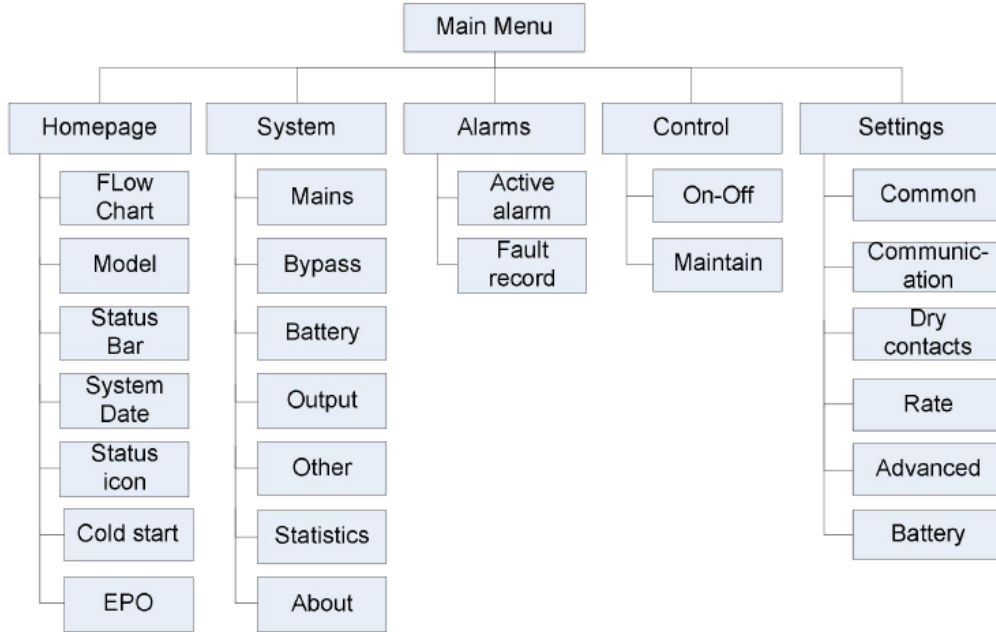 Main Menu
Homepage
System
Alarms
Control
Settings
FLow
Chart
Model
Status
Bar
System
Date
Status
icon
Cold start
EPO
Mains
Bypass
Battery
Output
Other
Statistics
About
Active
alarm
Fault
record
On-Off
Maintain
Common
Communic-
ation
Dry
contacts
Rate
Advanced
Battery